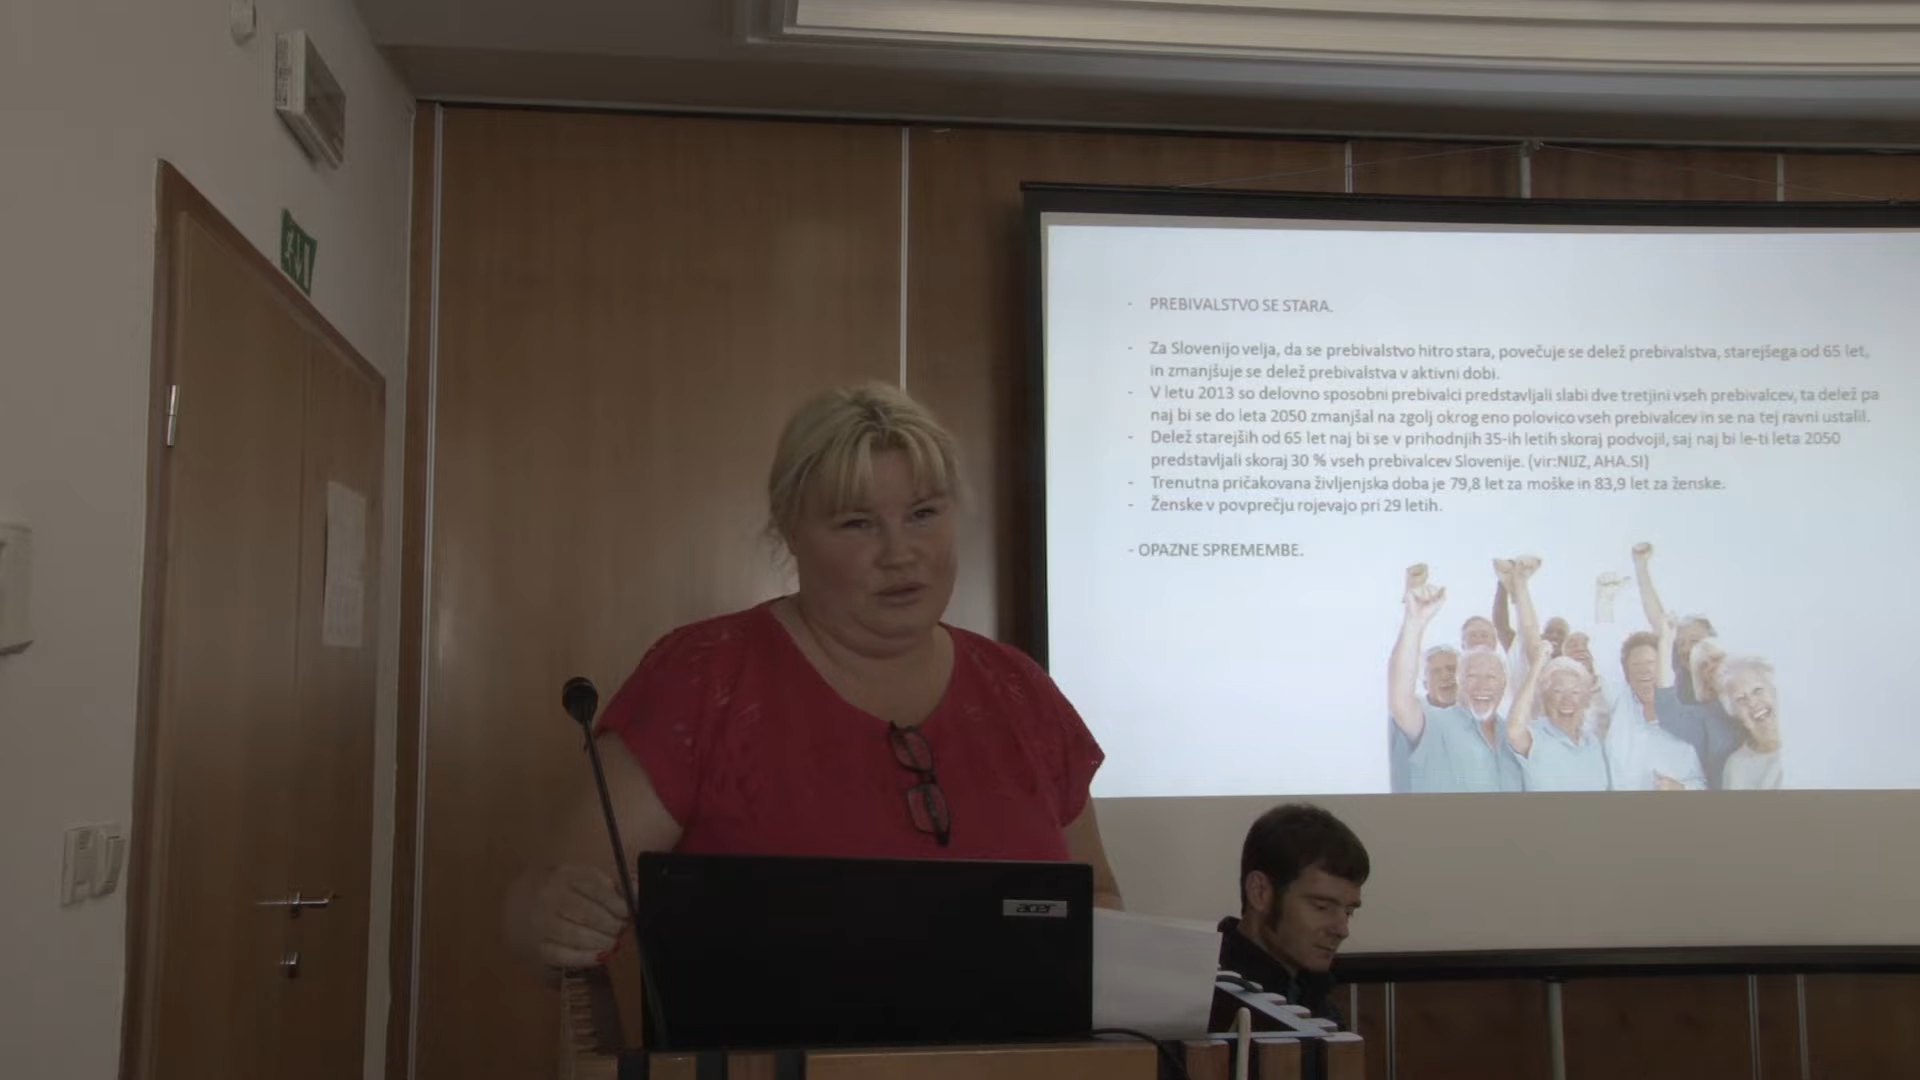 - PREBIVALSTVO SE STARA.
- Za Slovenijo velja, da se prebivalstvo hitro stara, povečuje se delež prebivalstva, starejšega od 65 let,
in zmanjšuje se delež prebivalstva v aktivni dobi.
- V letu 2013 so delovno sposobni prebivalci predstavljali slabi dve tretjini vseh prebivalcev, ta delež pa
naj bi se do leta 2050 zmanjšal na zgolj okrog eno polovico vseh prebivalcev in se na tej ravni ustalil.
- Delež starejših od 65 let naj bi se v prihodnjih 35-ih letih skoraj podvojil, saj naj bi le-ti leta 2050
predstavljali skoraj 30 % vseh prebivalcev Slovenije. (vir:NIJZ, AHA.SI)
- Trenutna pričakovana življenjska doba je 79,8 let za moške in 83,9 let za ženske.
- Ženske v povprečju rojevajo pri 29 letih.
- OPAZNE SPREMEMBE.
acer